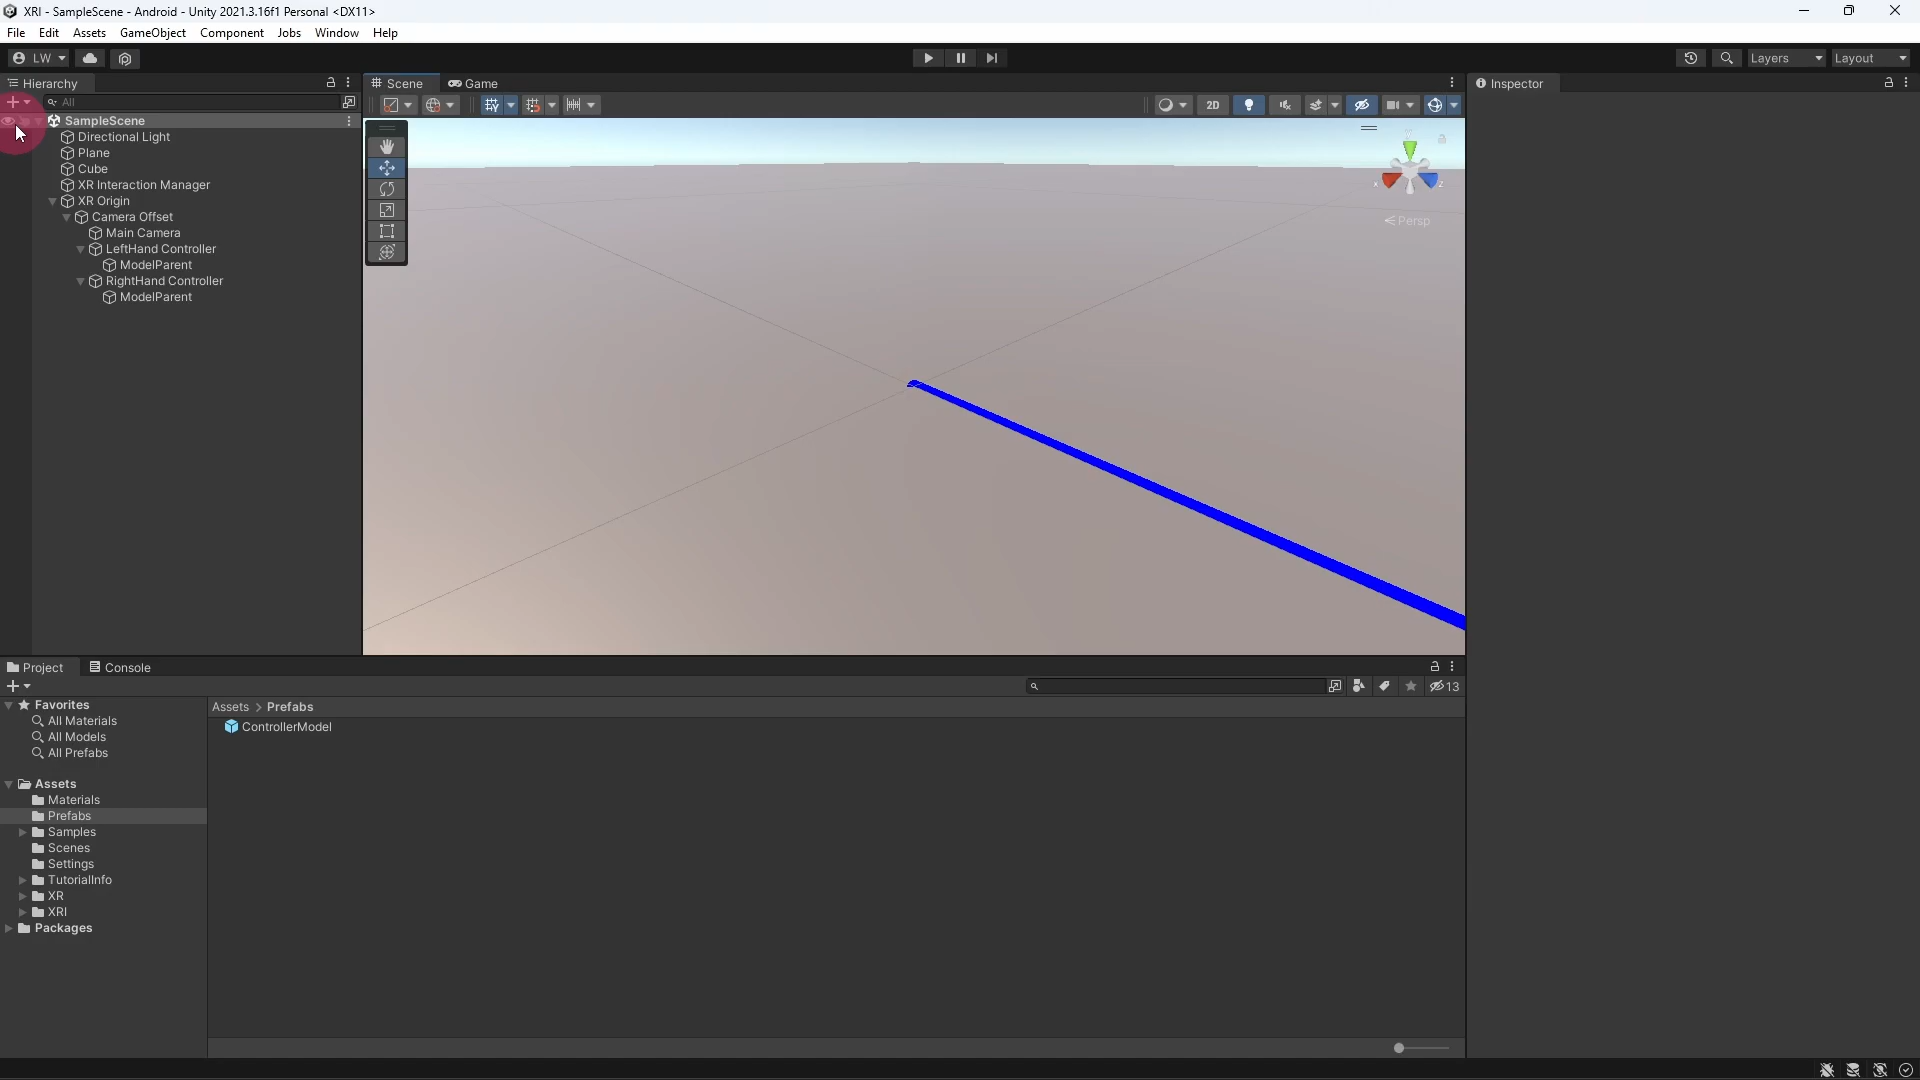 XRI - SampleScene - Android - Unity 2021.3.16f1 Personal <DX11>
File Edit Assets GameObject Component Jobs Window Help
LW
Layers Layout
Hierarchy
All
SampleScene
Directional Light
Plane
Cube
XR Interaction Manager
XR Origin
Camera Offset
Main Camera
LeftHand Controller
ModelParent
RightHand Controller
ModelParent
Scene Game
2D
y
x z
Persp
Inspector
Project Console
13
Favorites
All Materials
All Models
All Prefabs
Assets
Materials
Prefabs
Samples
Scenes
Settings
TutorialInfo
XR
XRI
Packages
Assets > Prefabs
ControllerModel